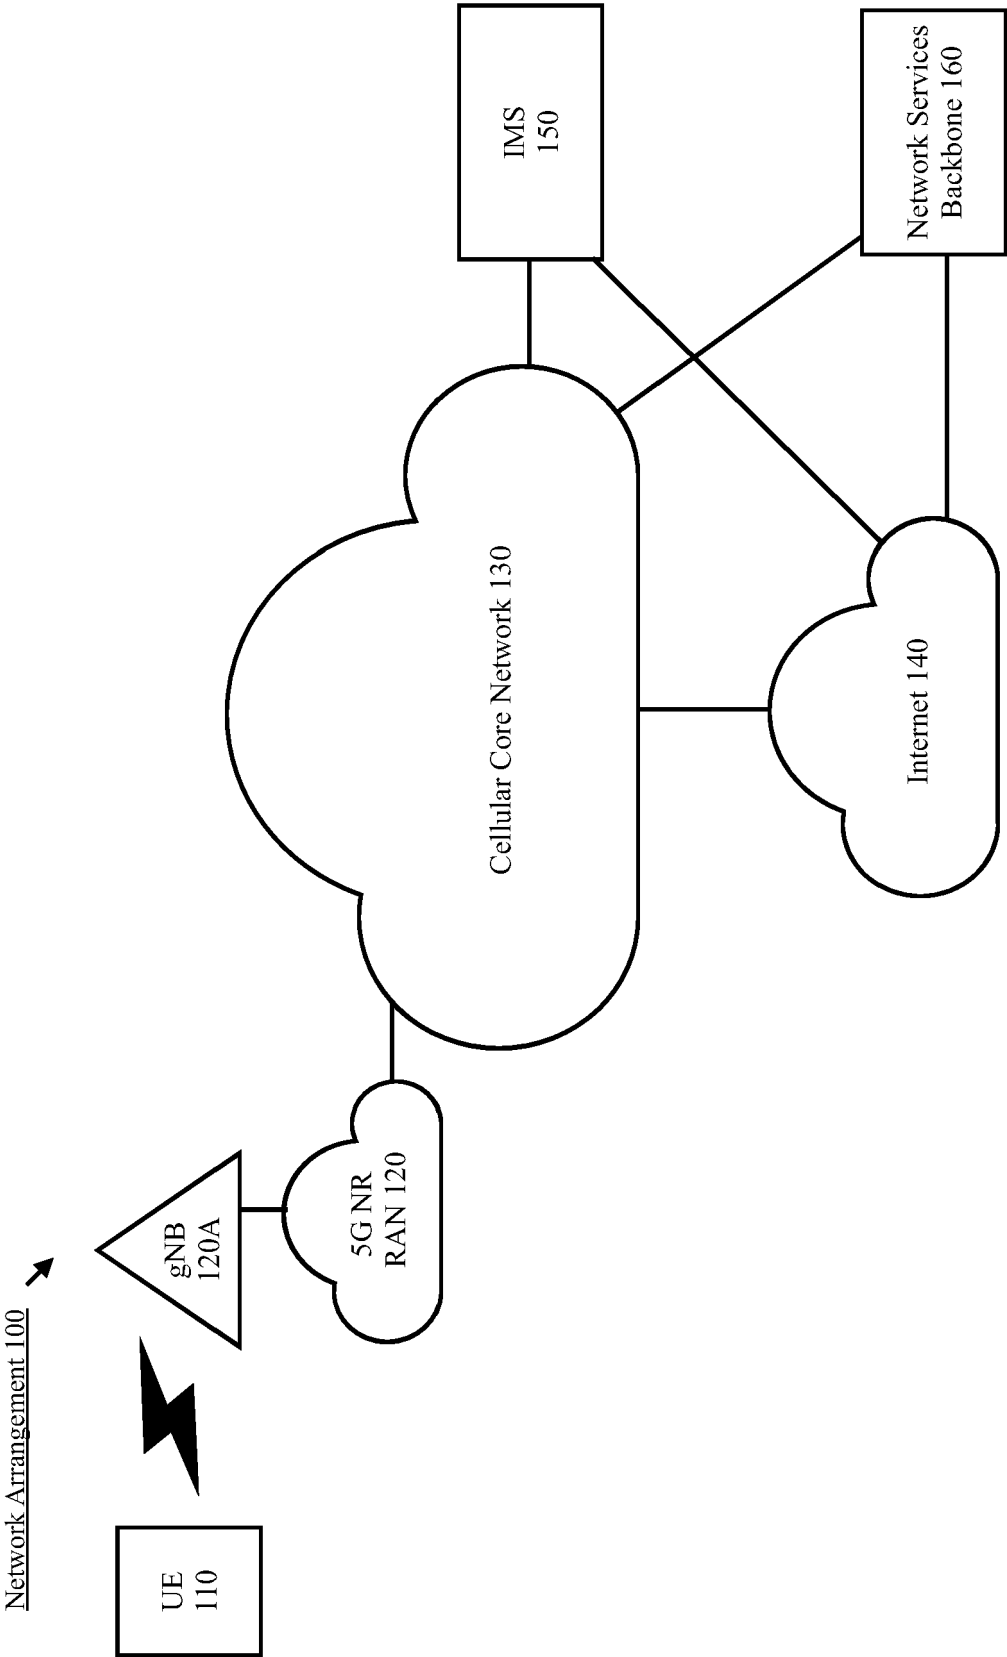 Network Arrangement 100
UE
110
gNB
120A
5G NR
RAN 120
Cellular Core Network 130
IMS
150
Internet 140
Network Services
Backbone 160